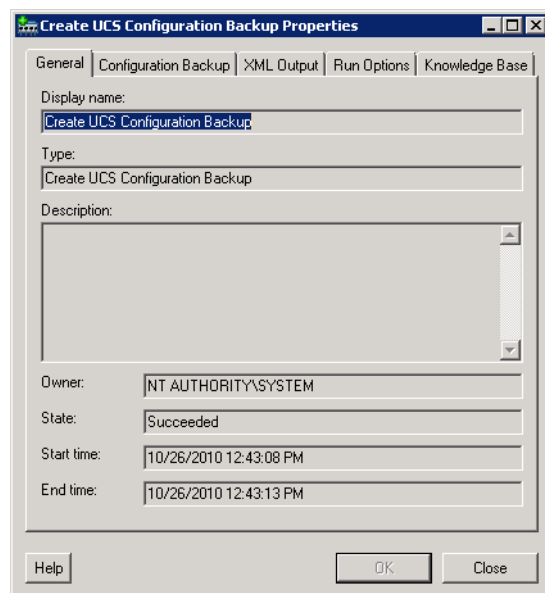 Create UCS Configuration Backup Properties
General Configuration Backup XML Output Run Options Knowledge Base
Display name:
Create UCS Configuration Backup
Type:
Create UCS Configuration Backup
Description:
Owner: NT AUTHORITY\SYSTEM
State: Succeeded
Start time: 10/26/2010 12:43:08 PM
End time: 10/26/2010 12:43:13 PM
Help OK Close